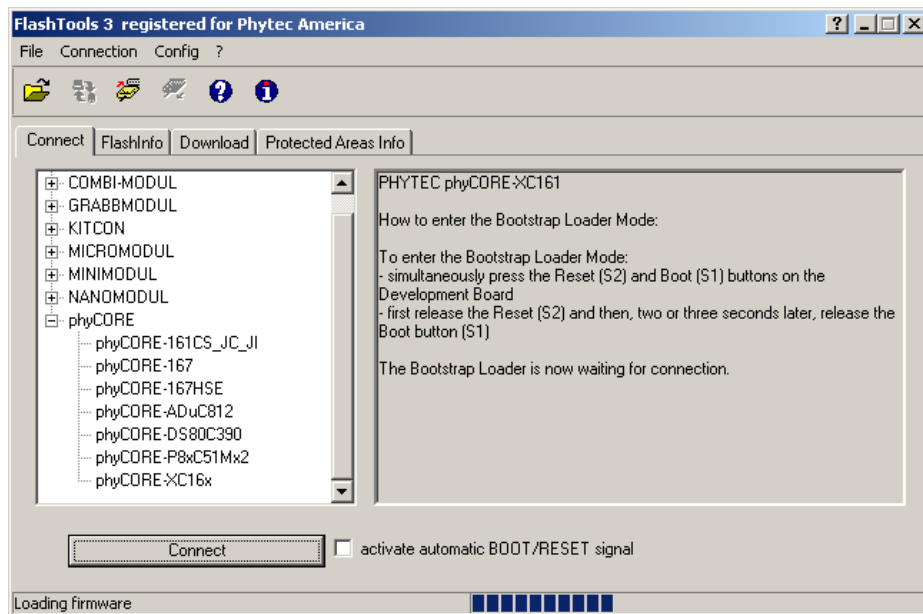 FlashTools 3 registered for Phytec America
File Connection Config ?
Connect FlashInfo Download Protected Areas Info
COMBI-MODUL
GRABBMODUL
KITCON
MICROMODUL
MINIMODUL
NANOMODUL
phyCORE
phyCORE-161CS_JC_JI
phyCORE-167
phyCORE-167HSE
phyCORE-ADuC812
phyCORE-DS80C390
phyCORE-P8xC51Mx2
phyCORE-XC16x
PHYTEC phyCORE-XC161
How to enter the Bootstrap Loader Mode:
To enter the Bootstrap Loader Mode:
- simultaneously press the Reset (S2) and Boot (S1) buttons on the
Development Board
- first release the Reset (S2) and then, two or three seconds later, release the
Boot button (S1)
The Bootstrap Loader is now waiting for connection.
Connect
activate automatic BOOT/RESET signal
Loading firmware